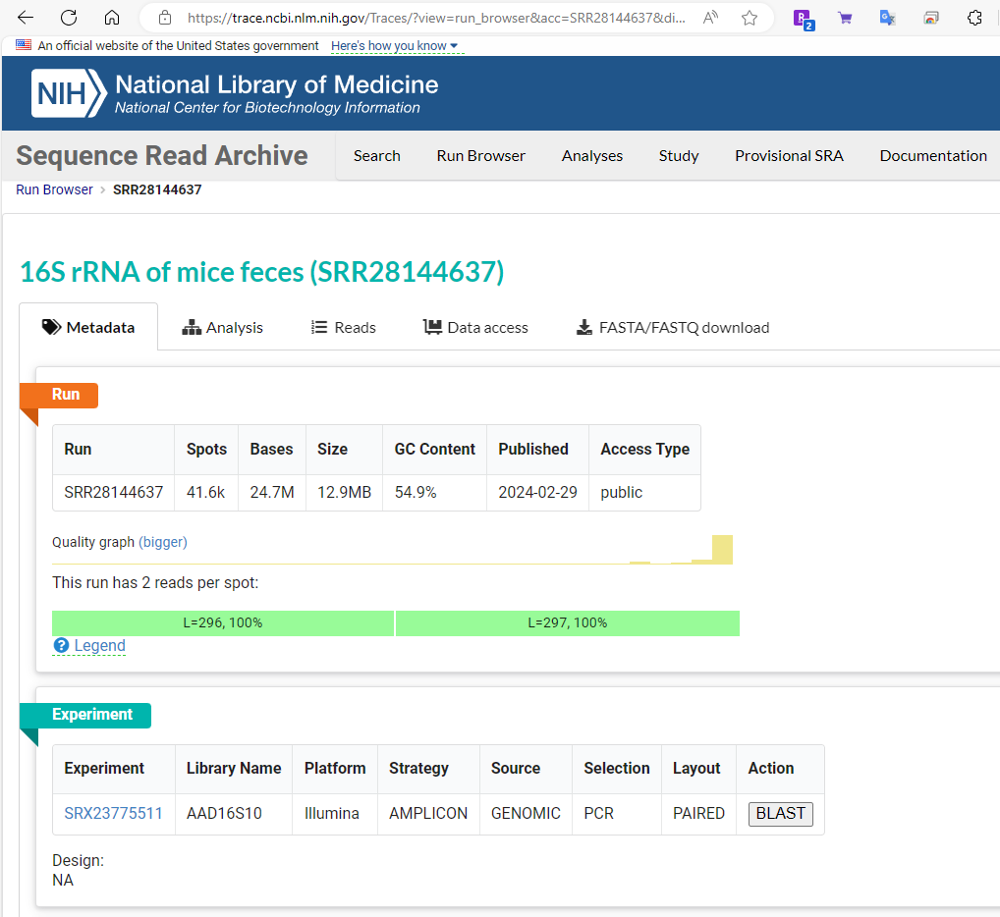 https://trace.ncbi.nlm.nih.gov/Traces/?view=run_browser&acc=SRR28144637&di...
2
An official website of the United States government Here's how you know
NIH National Library of Medicine
National Center for Biotechnology Information
Sequence Read Archive Search Run Browser Analyses Study Provisional SRA Documentation
Run Browser > SRR28144637
16S rRNA of mice feces (SRR28144637)
Metadata Analysis Reads Data access FASTA/FASTQ download
Run
Run Spots Bases Size GC Content Published Access Type
SRR28144637 41.6k 24.7M 12.9MB 54.9% 2024-02-29 public
Quality graph (bigger)
This run has 2 reads per spot:
L=296, 100% L=297, 100%
? Legend
Experiment
Experiment Library Name Platform Strategy Source Selection Layout Action
SRX23775511 AAD16S10 Illumina AMPLICON GENOMIC PCR PAIRED BLAST
Design:
NA